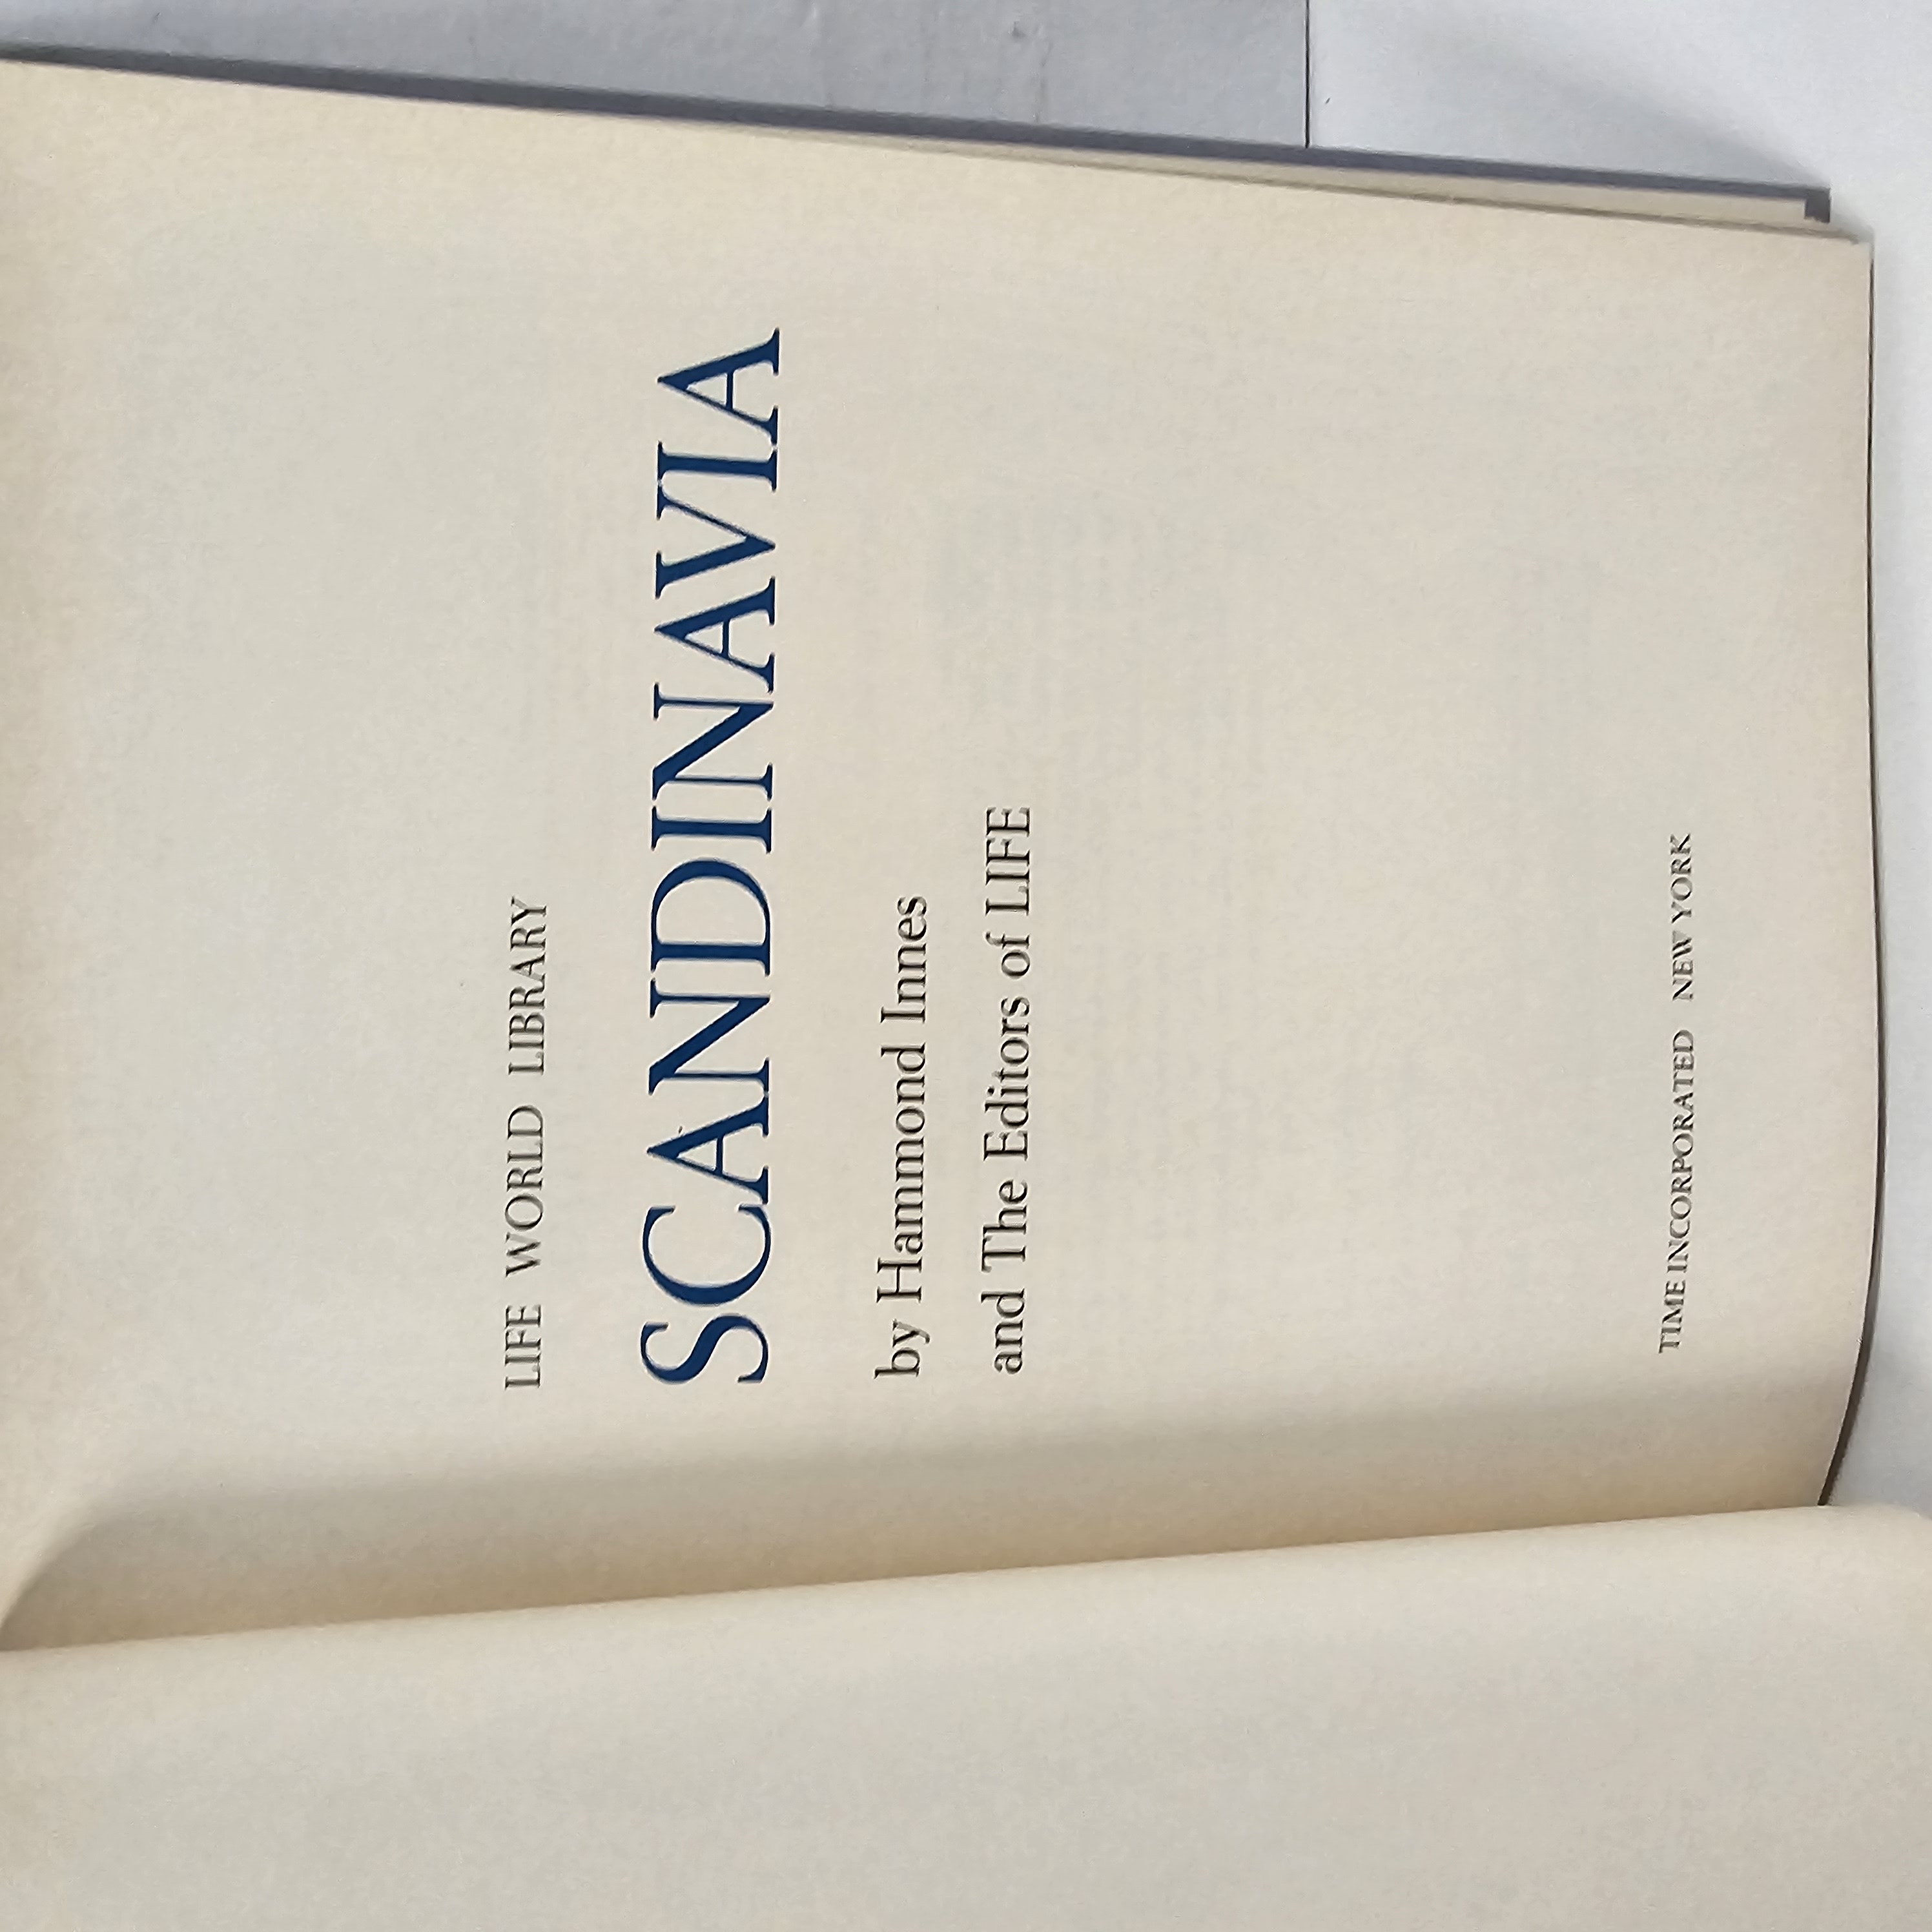 LIFE WORLD LIBRARY
SCANDINAVIA
by Hammond Innes
and The Editors of LIFE
TIME INCORPORATED NEW YORK